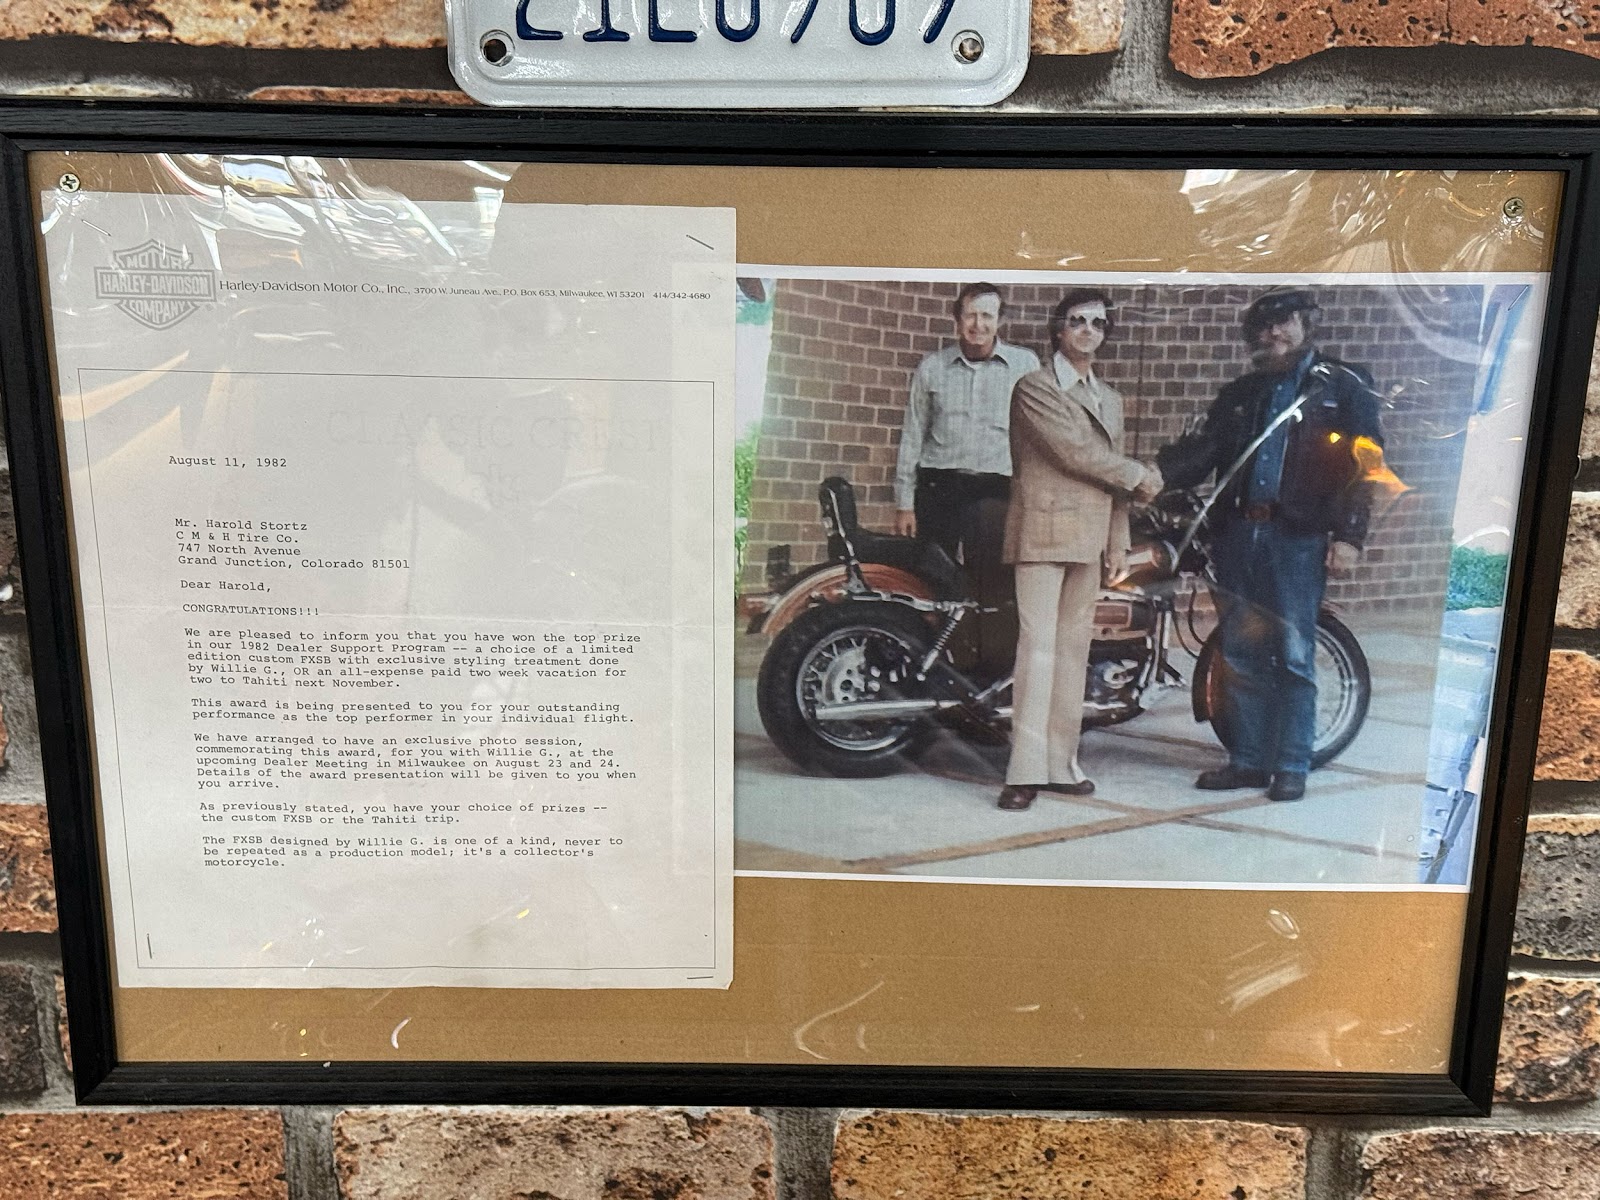 MOTOR
HARLEY-DAVIDSON
COMPANY
Harley-Davidson Motor Co., Inc., 3700 W. Juneau Ave., P.O. Box 653, Milwaukee, WI 53201 414/342-4680
CLASSIC CREST
August 11, 1982
Mr. Harold Stortz
C M & H Tire Co.
747 North Avenue
Grand Junction, Colorado 81501
Dear Harold,
CONGRATULATIONS!!!
We are pleased to inform you that you have won the top prize
in our 1982 Dealer Support Program -- a choice of a limited
edition custom FXSB with exclusive styling treatment done
by Willie G., OR an all-expense paid two week vacation for
two to Tahiti next November.
This award is being presented to you for your outstanding
performance as the top performer in your individual flight.
We have arranged to have an exclusive photo session,
commemorating this award, for you with Willie G., at the
upcoming Dealer Meeting in Milwaukee on August 23 and 24.
Details of the award presentation will be given to you when
you arrive.
As previously stated, you have your choice of prizes --
the custom FXSB or the Tahiti trip.
The FXSB designed by Willie G. is one of a kind, never to
be repeated as a production model; it's a collector's
motorcycle.